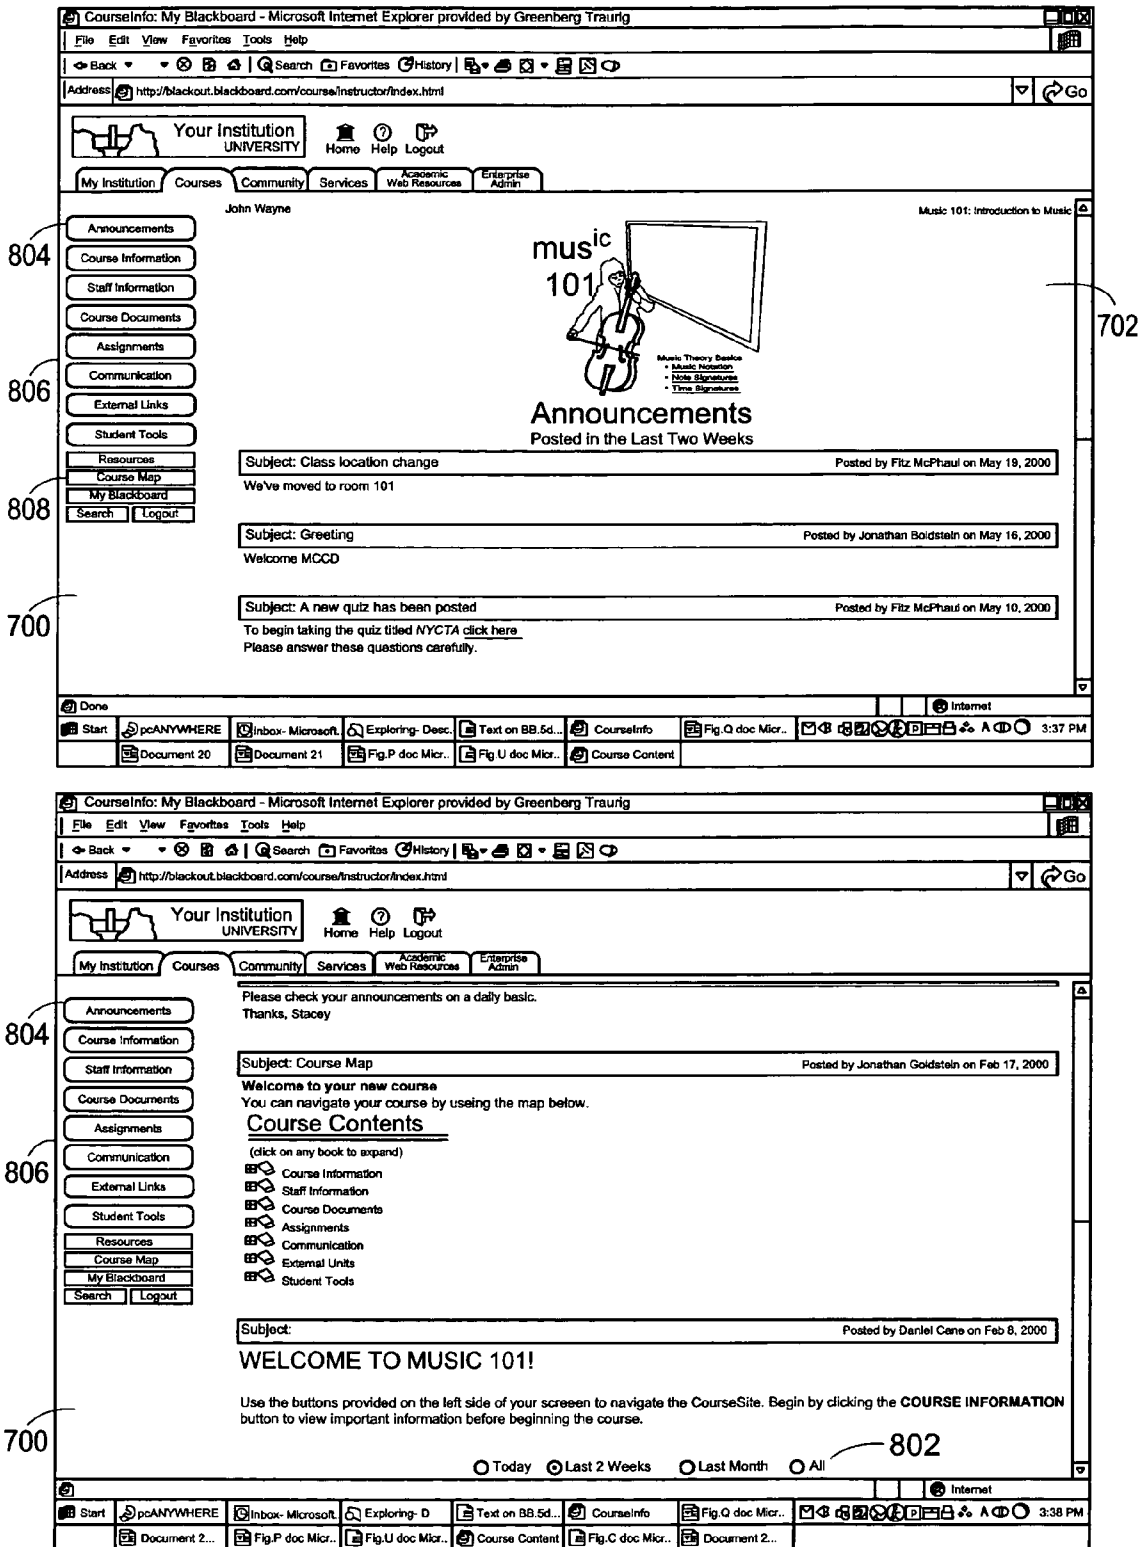 CourseInfo: My Blackboard - Microsoft Internet Explorer provided by Greenberg Traurig
File Edit View Favorites Tools Help
Back Search Favorites History
Address http://blackout.blackboard.com/course/instructor/index.html Go
Your Institution
UNIVERSITY
Home Help Logout
My Institution Courses Community Services Academic Web Resources Enterprise Admin
John Wayne Music 101: Introduction to Music
804
Announcements
Course Information
Staff Information
Course Documents
Assignments
806
Communication
External Links
Student Tools
Resources
Course Map
808
My Blackboard
Search Logout
700
702
music
101
Music Theory Basics
• Music Notation
• Note Signatures
• Time Signatures
Announcements
Posted in the Last Two Weeks
Subject: Class location change Posted by Fitz McPhaul on May 19, 2000
We've moved to room 101
Subject: Greeting Posted by Jonathan Boldstein on May 16, 2000
Welcome MCCD
Subject: A new quiz has been posted Posted by Fitz McPhaul on May 10, 2000
To begin taking the quiz titled NYCTA click here
Please answer these questions carefully.
Done Internet
Start pcANYWHERE Inbox- Microsoft. Exploring- Desc. Text on BB.5d... CourseInfo Fig.Q doc Micr.. 3:37 PM
Document 20 Document 21 Fig.P doc Micr.. Fig.U doc Micr.. Course Content
CourseInfo: My Blackboard - Microsoft Internet Explorer provided by Greenberg Traurig
File Edit View Favorites Tools Help
Back Search Favorites History
Address http://blackout.blackboard.com/course/instructor/index.html Go
Your Institution
UNIVERSITY
Home Help Logout
My Institution Courses Community Services Academic Web Resources Enterprise Admin
804
Announcements
Course Information
Staff Information
Course Documents
Assignments
806
Communication
External Links
Student Tools
Resources
Course Map
My Blackboard
Search Logout
700
Please check your announcements on a daily basic.
Thanks, Stacey
Subject: Course Map Posted by Jonathan Goldstein on Feb 17, 2000
Welcome to your new course
You can navigate your course by useing the map below.
Course Contents
(click on any book to expand)
Course Information
Staff Information
Course Documents
Assignments
Communication
External Units
Student Tools
Subject: Posted by Daniel Cane on Feb 8, 2000
WELCOME TO MUSIC 101!
Use the buttons provided on the left side of your screeen to navigate the CourseSite. Begin by clicking the COURSE INFORMATION
button to view important information before beginning the course.
802
Today Last 2 Weeks Last Month All
Internet
Start pcANYWHERE Inbox- Microsoft. Exploring- D Text on BB.5d... CourseInfo Fig.Q doc Micr.. 3:38 PM
Document 2... Fig.P doc Micr.. Fig.U doc Micr.. Course Content Fig.C doc Micr.. Document 2...